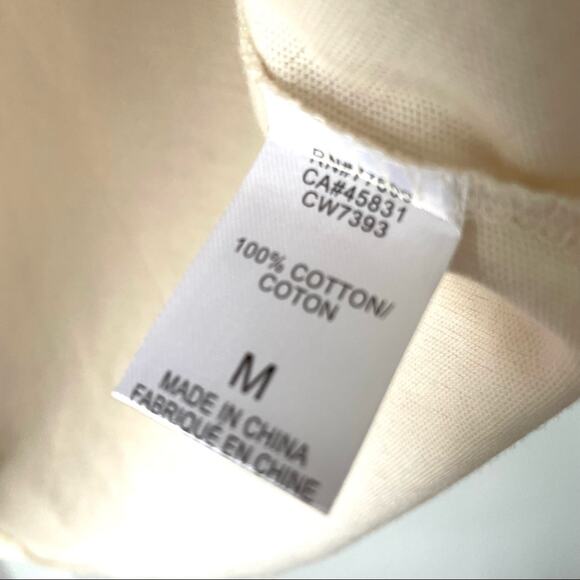 CA#45831
CW7393
100% COTTON/
COTON
M
MADE IN CHINA
FABRIQUÉ EN CHINE